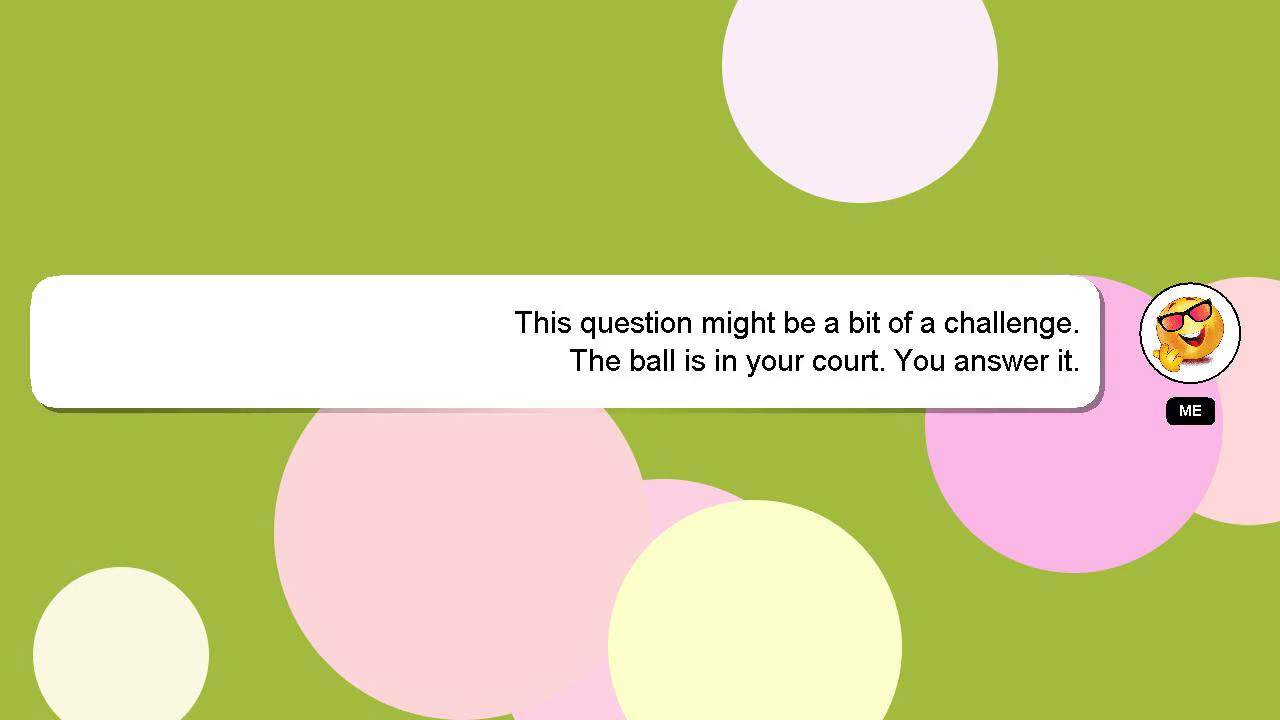 This question might be a bit of a challenge.
The ball is in your court. You answer it.
ME